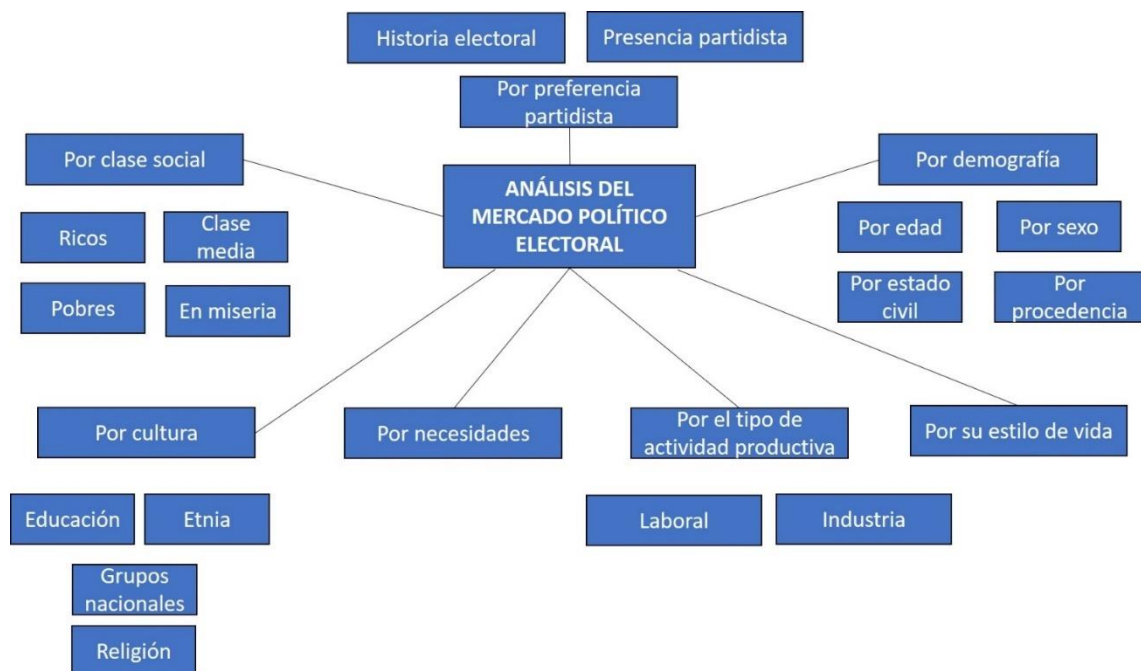 Historia electoral
Presencia partidista
Por preferencia
partidista
Por clase social
ANÁLISIS DEL
MERCADO POLÍTICO
ELECTORAL
Por demografía
Ricos
Clase
media
Pobres
En miseria
Por edad
Por sexo
Por estado
civil
Por
procedencia
Por cultura
Por necesidades
Por el tipo de
actividad productiva
Por su estilo de vida
Educación
Etnia
Grupos
nacionales
Religión
Laboral
Industria